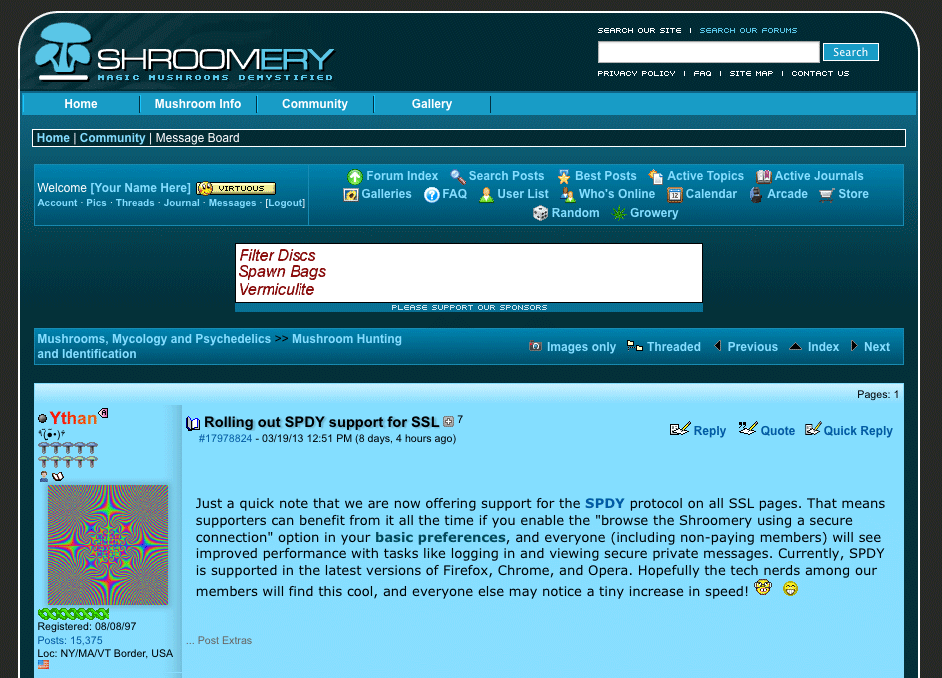 SHROOMERY
MAGIC MUSHROOMS DEMYSTIFIED
SEARCH OUR SITE | SEARCH OUR FORUMS
Search
PRIVACY POLICY | FAQ | SITE MAP | CONTACT US
Home Mushroom Info Community Gallery
Home | Community | Message Board
Welcome [Your Name Here] VIRTUOUS
Account · Pics · Threads · Journal · Messages · [Logout]
Forum Index Search Posts Best Posts Active Topics Active Journals
Galleries FAQ User List Who's Online Calendar Arcade Store
Random Growery
Filter Discs
Spawn Bags
Vermiculite
PLEASE SUPPORT OUR SPONSORS
Mushrooms, Mycology and Psychedelics >> Mushroom Hunting
and Identification
Images only Threaded Previous Index Next
Pages: 1
Ythan
Registered: 08/08/97
Posts: 15,375
Loc: NY/MA/VT Border, USA
Rolling out SPDY support for SSL 7
#17978824 - 03/19/13 12:51 PM (8 days, 4 hours ago)
Reply Quote Quick Reply
Just a quick note that we are now offering support for the SPDY protocol on all SSL pages. That means
supporters can benefit from it all the time if you enable the "browse the Shroomery using a secure
connection" option in your basic preferences, and everyone (including non-paying members) will see
improved performance with tasks like logging in and viewing secure private messages. Currently, SPDY
is supported in the latest versions of Firefox, Chrome, and Opera. Hopefully the tech nerds among our
members will find this cool, and everyone else may notice a tiny increase in speed!
... Post Extras